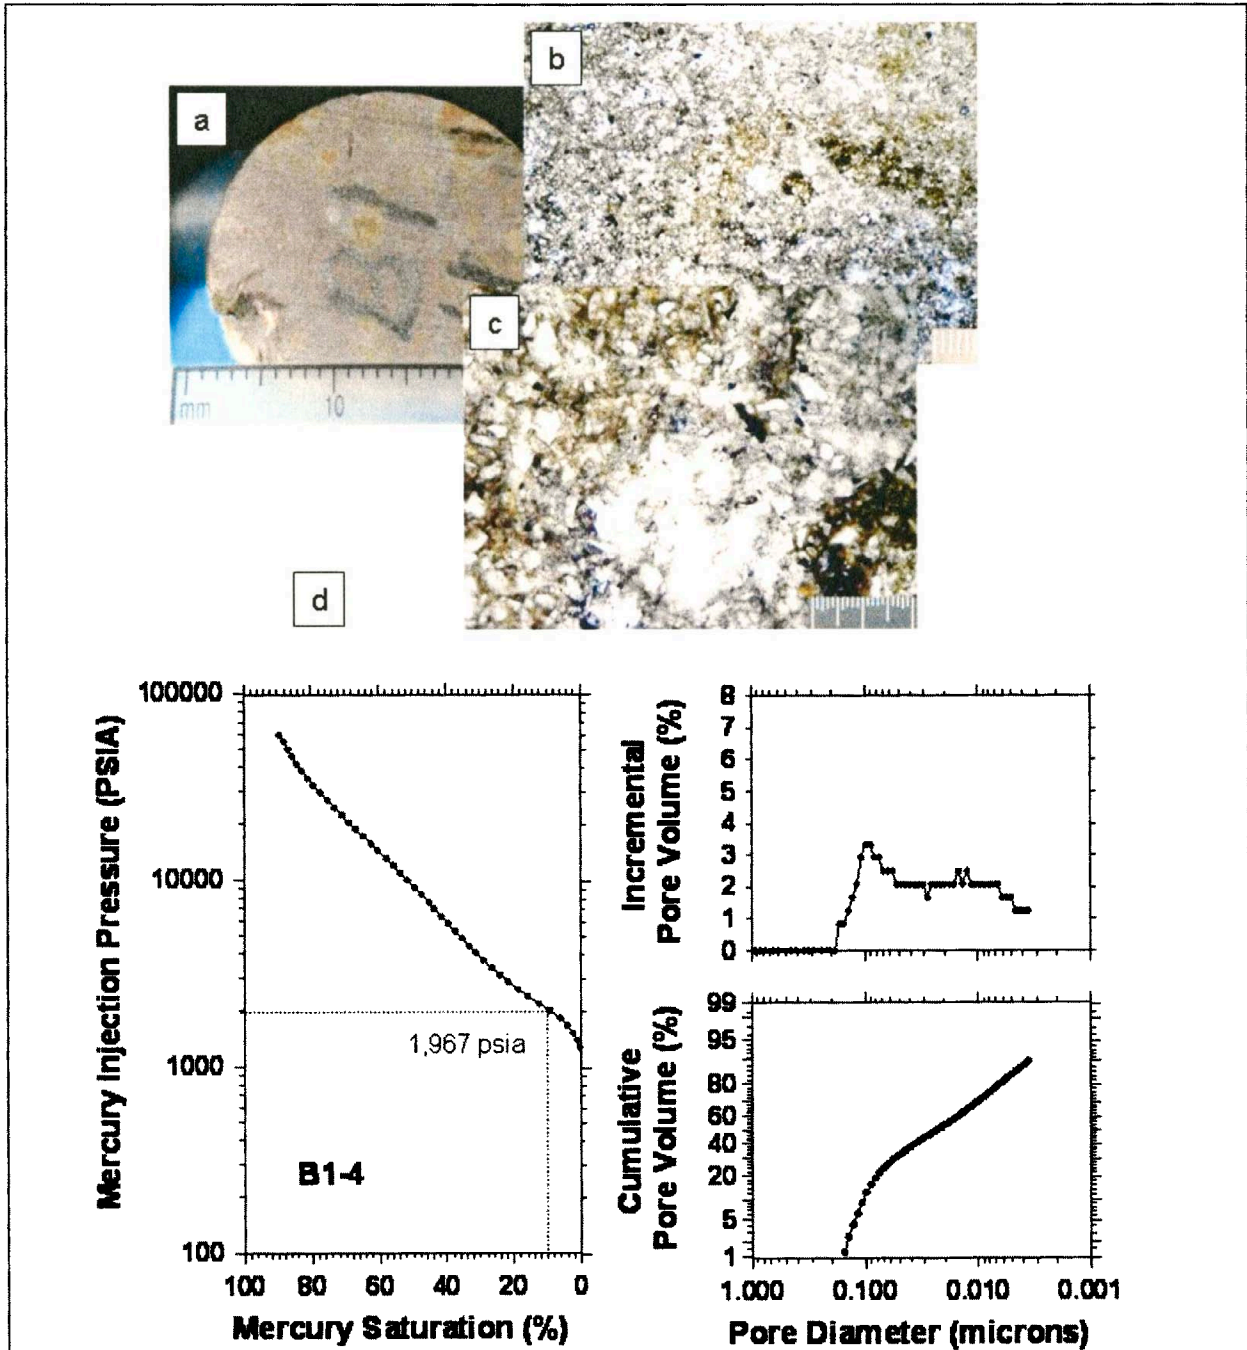 a
b
c
d
mm
10
Mercury Injection Pressure (PSIA)
100000
10000
1000
100
1,967 psia
B1-4
100 80 60 40 20 0
Mercury Saturation (%)
Incremental
Pore Volume (%)
8
7
6
5
4
3
2
1
0
Cumulative
Pore Volume (%)
99
95
80
60
40
20
5
1
1.000 0.100 0.010 0.001
Pore Diameter (microns)